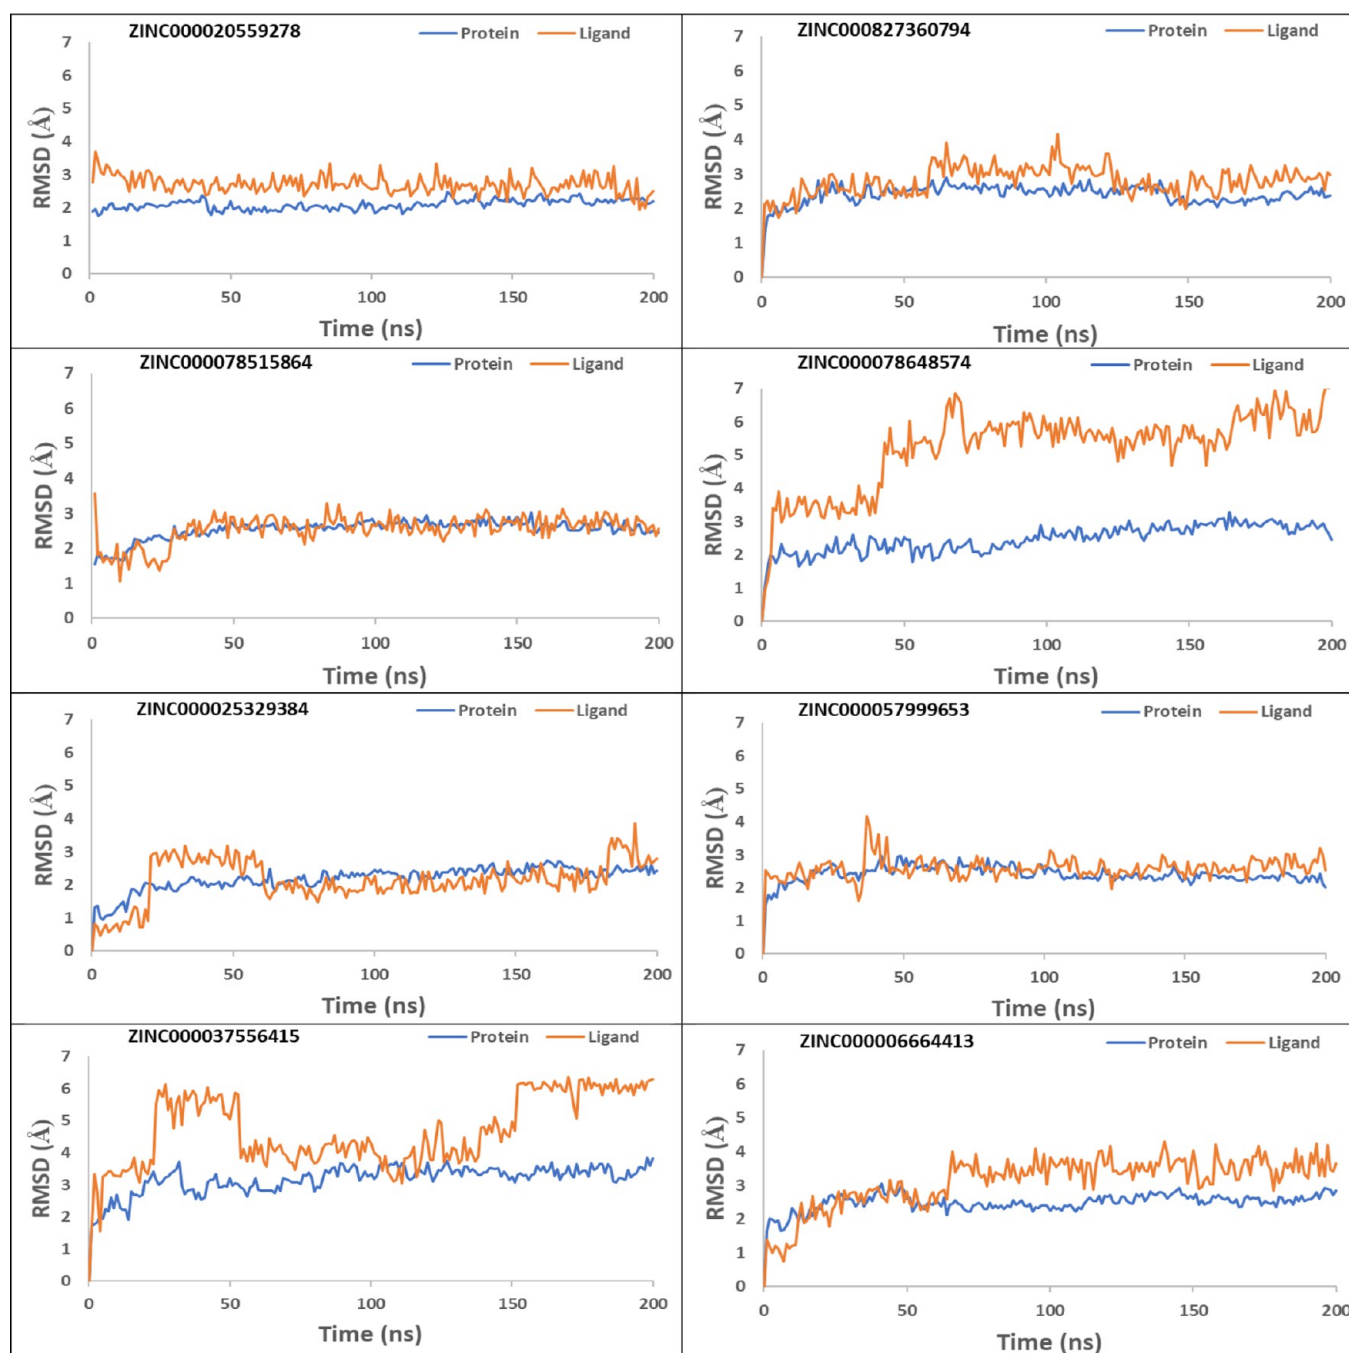 ZINC000020559278 Protein Ligand
7
6
5
4
3
2
1
0
RMSD (Å)
0 50 100 150 200
Time (ns)
ZINC000827360794 Protein Ligand
7
6
5
4
3
2
1
0
RMSD (Å)
0 50 100 150 200
Time (ns)
ZINC000078515864 Protein Ligand
7
6
5
4
3
2
1
0
RMSD (Å)
0 50 100 150 200
Time (ns)
ZINC000078648574 Protein Ligand
7
6
5
4
3
2
1
0
RMSD (Å)
0 50 100 150 200
Time (ns)
ZINC000025329384 Protein Ligand
7
6
5
4
3
2
1
0
RMSD (Å)
0 50 100 150 200
Time (ns)
ZINC000057999653 Protein Ligand
7
6
5
4
3
2
1
0
RMSD (Å)
0 50 100 150 200
Time (ns)
ZINC000037556415 Protein Ligand
7
6
5
4
3
2
1
0
RMSD (Å)
0 50 100 150 200
Time (ns)
ZINC000006664413 Protein Ligand
7
6
5
4
3
2
1
0
RMSD (Å)
0 50 100 150 200
Time (ns)